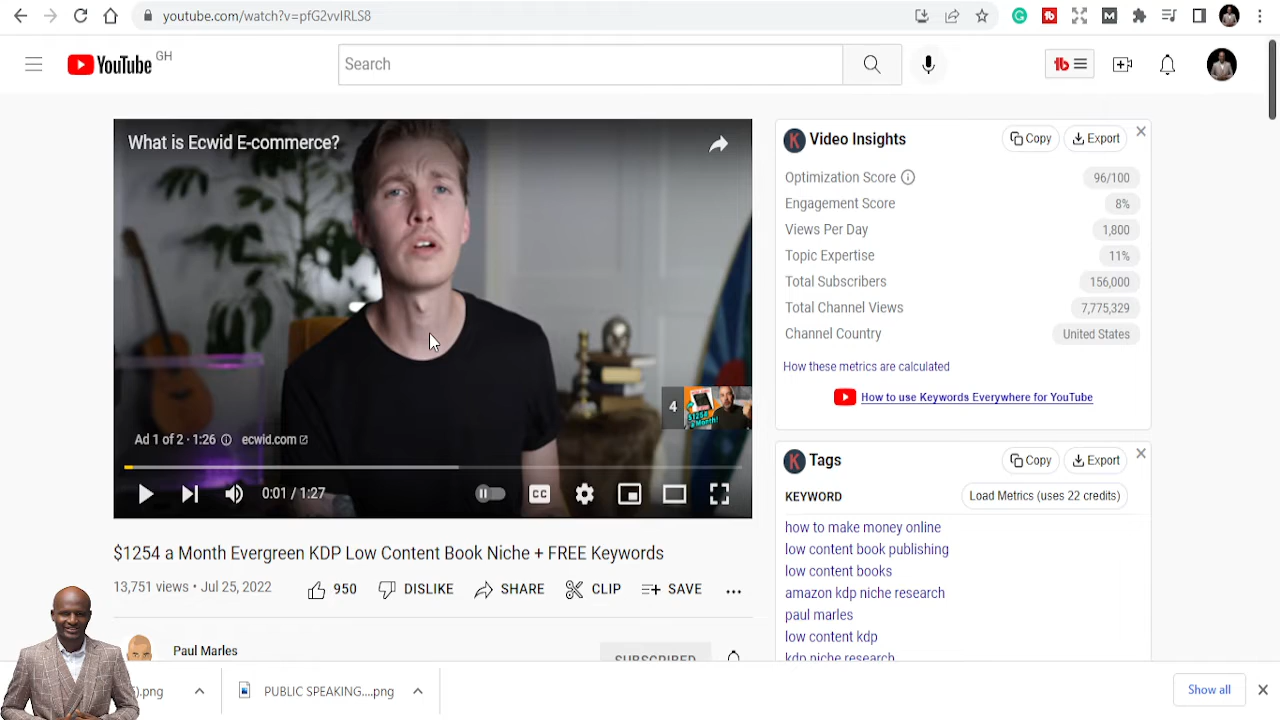 youtube.com/watch?v=pfG2vvlRLS8
YouTube GH
Search
What is Ecwid E-commerce?
4
$1254
Ad 1 of 2 · 1:26 ecwid.com
0:01 / 1:27
CC
$1254 a Month Evergreen KDP Low Content Book Niche + FREE Keywords
13,751 views • Jul 25, 2022
950 DISLIKE SHARE CLIP SAVE
Paul Marles
SUBSCRIBED
Video Insights Copy Export
Optimization Score 96/100
Engagement Score 8%
Views Per Day 1,800
Topic Expertise 11%
Total Subscribers 156,000
Total Channel Views 7,775,329
Channel Country United States
How these metrics are calculated
How to use Keywords Everywhere for YouTube
Tags Copy Export
KEYWORD Load Metrics (uses 22 credits)
how to make money online
low content book publishing
low content books
amazon kdp niche research
paul marles
low content kdp
kdp niche research
).png
PUBLIC SPEAKING....png
Show all